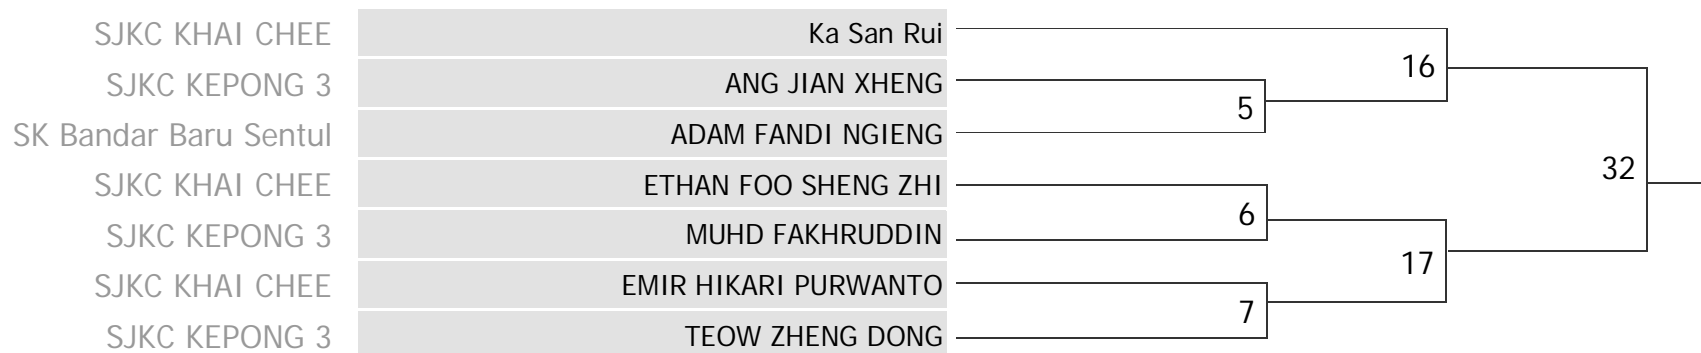 SJKC KHAI CHEE Ka San Rui
16
SJKC KEPONG 3 ANG JIAN XHENG
5
SK Bandar Baru Sentul ADAM FANDI NGIENG
32
SJKC KHAI CHEE ETHAN FOO SHENG ZHI
6
SJKC KEPONG 3 MUHD FAKHRUDDIN
17
SJKC KHAI CHEE EMIR HIKARI PURWANTO
7
SJKC KEPONG 3 TEOW ZHENG DONG